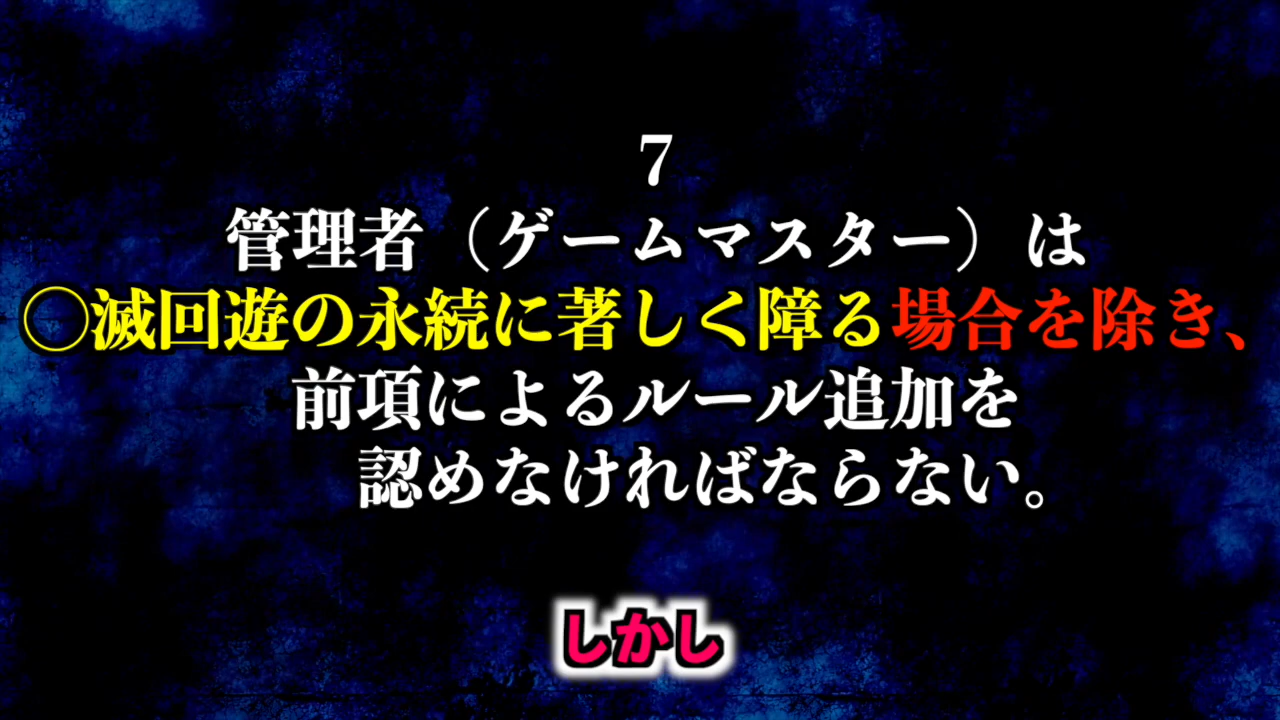 7
管理者（ゲームマスター）は
◯滅回遊の永続に著しく障る場合を除き、
前項によるルール追加を
認めなければならない。
しかし